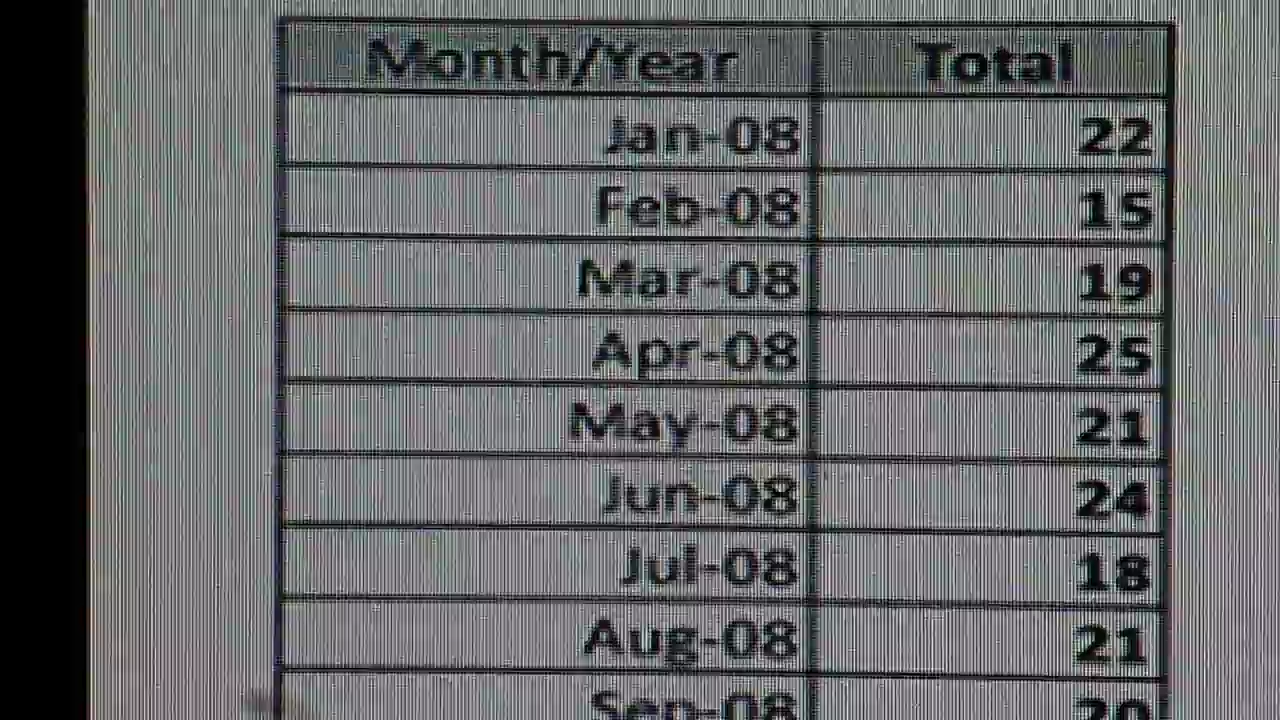 Month/Year Total
Jan-08 22
Feb-08 15
Mar-08 19
Apr-08 25
May-08 21
Jun-08 24
Jul-08 18
Aug-08 21
Sep-08 20